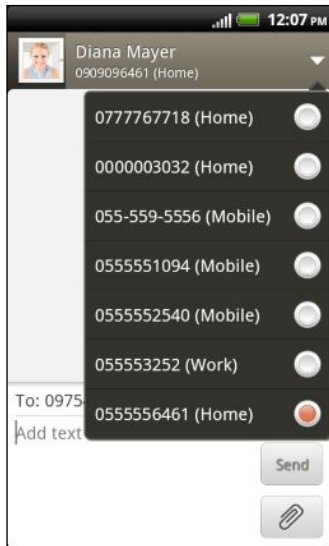 12:07 PM
Diana Mayer
0909096461 (Home)
0777767718 (Home)
0000003032 (Home)
055-559-5556 (Mobile)
0555551094 (Mobile)
0555552540 (Mobile)
055553252 (Work)
0555556461 (Home)
To:
Add text
Send